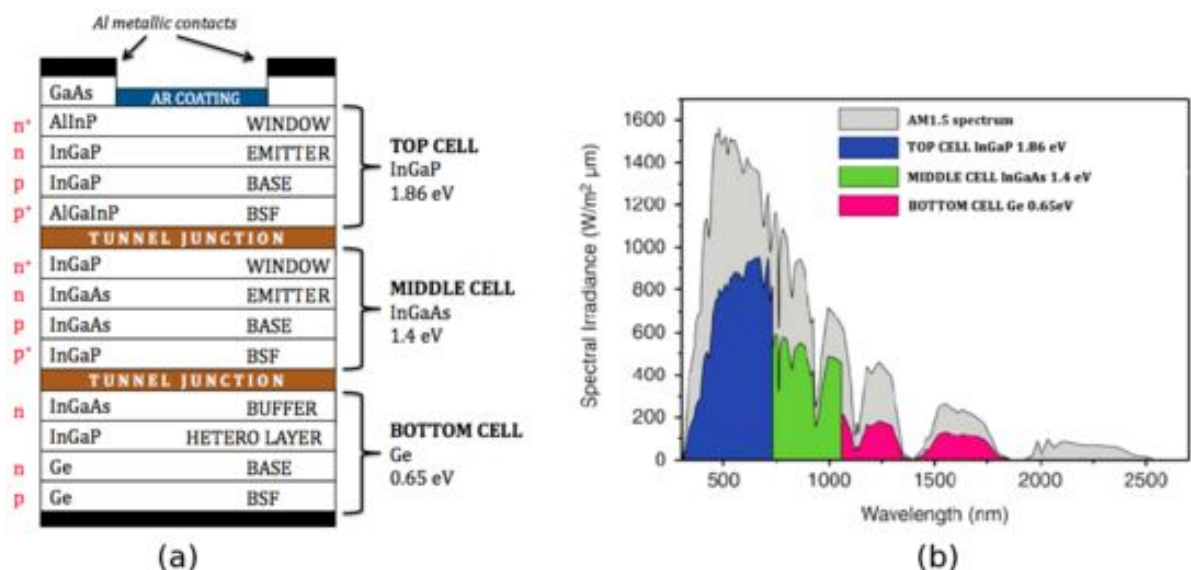 Al metallic contacts
GaAs
AR COATING
n⁺ AlInP WINDOW
n InGaP EMITTER
p InGaP BASE
p⁺ AlGaInP BSF
TOP CELL
InGaP
1.86 eV
TUNNEL JUNCTION
n⁺ InGaP WINDOW
n InGaAs EMITTER
p InGaAs BASE
p⁺ InGaP BSF
MIDDLE CELL
InGaAs
1.4 eV
TUNNEL JUNCTION
n InGaAs BUFFER
InGaP HETERO LAYER
n Ge BASE
p Ge BSF
BOTTOM CELL
Ge
0.65 eV
(a)
Spectral Irradiance (W/m² µm)
1600
1400
1200
1000
800
600
400
200
0
AM1.5 spectrum
TOP CELL InGaP 1.86 eV
MIDDLE CELL InGaAs 1.4 eV
BOTTOM CELL Ge 0.65eV
500 1000 1500 2000 2500
Wavelength (nm)
(b)